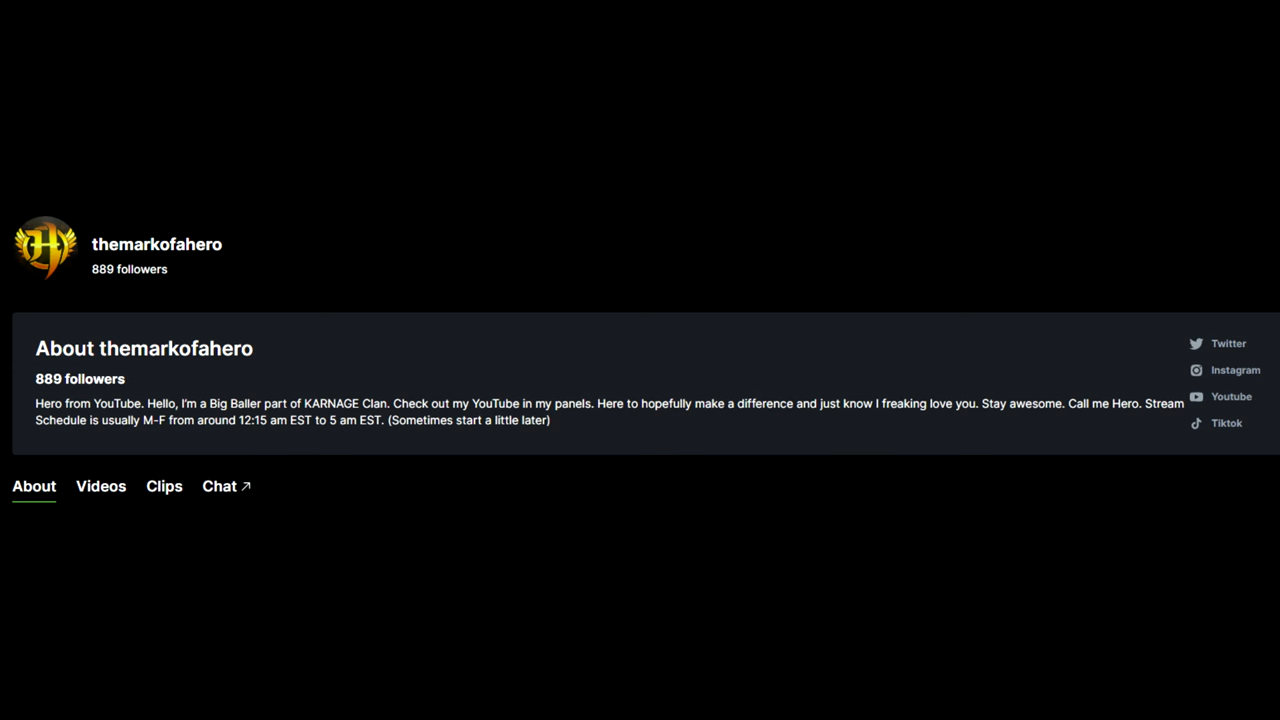 themarkofahero
889 followers
About themarkofahero
889 followers
Hero from YouTube. Hello, I'm a Big Baller part of KARNAGE Clan. Check out my YouTube in my panels. Here to hopefully make a difference and just know I freaking love you. Stay awesome. Call me Hero. Stream
Schedule is usually M-F from around 12:15 am EST to 5 am EST. (Sometimes start a little later)
Twitter
Instagram
Youtube
Tiktok
About Videos Clips Chat